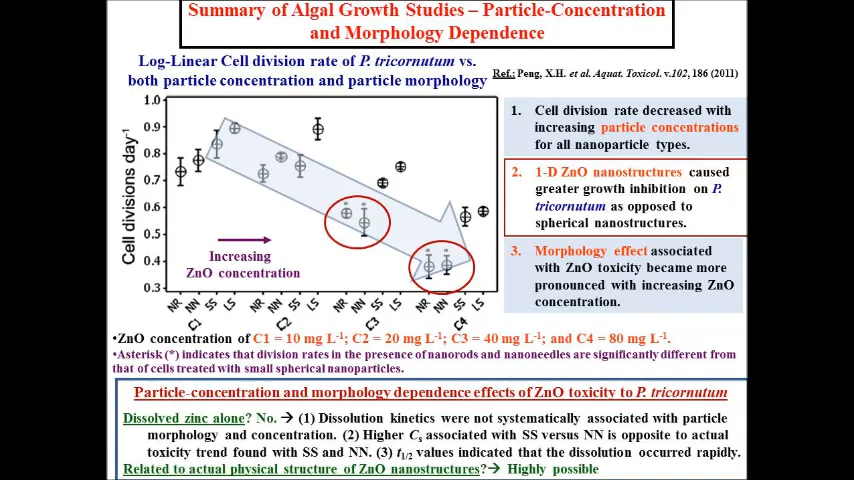 Summary of Algal Growth Studies – Particle-Concentration
and Morphology Dependence
Log-Linear Cell division rate of P. tricornutum vs.
both particle concentration and particle morphology
Ref.: Peng, X.H. et al. Aquat. Toxicol. v.102, 186 (2011)
Cell divisions day-1
1.0
0.9
0.8
0.7
0.6
0.5
0.4
0.3
* * * *
Increasing
ZnO concentration
NR NN SS LS NR NN SS LS NR NN SS LS NR NN SS LS
C1 C2 C3 C4
1. Cell division rate decreased with
increasing particle concentrations
for all nanoparticle types.
2. 1-D ZnO nanostructures caused
greater growth inhibition on P.
tricornutum as opposed to
spherical nanostructures.
3. Morphology effect associated
with ZnO toxicity became more
pronounced with increasing ZnO
concentration.
•ZnO concentration of C1 = 10 mg L-1; C2 = 20 mg L-1; C3 = 40 mg L-1; and C4 = 80 mg L-1.
•Asterisk (*) indicates that division rates in the presence of nanorods and nanoneedles are significantly different from
that of cells treated with small spherical nanoparticles.
Particle-concentration and morphology dependence effects of ZnO toxicity to P. tricornutum
Dissolved zinc alone? No. → (1) Dissolution kinetics were not systematically associated with particle
morphology and concentration. (2) Higher Cs associated with SS versus NN is opposite to actual
toxicity trend found with SS and NN. (3) t1/2 values indicated that the dissolution occurred rapidly.
Related to actual physical structure of ZnO nanostructures?→ Highly possible